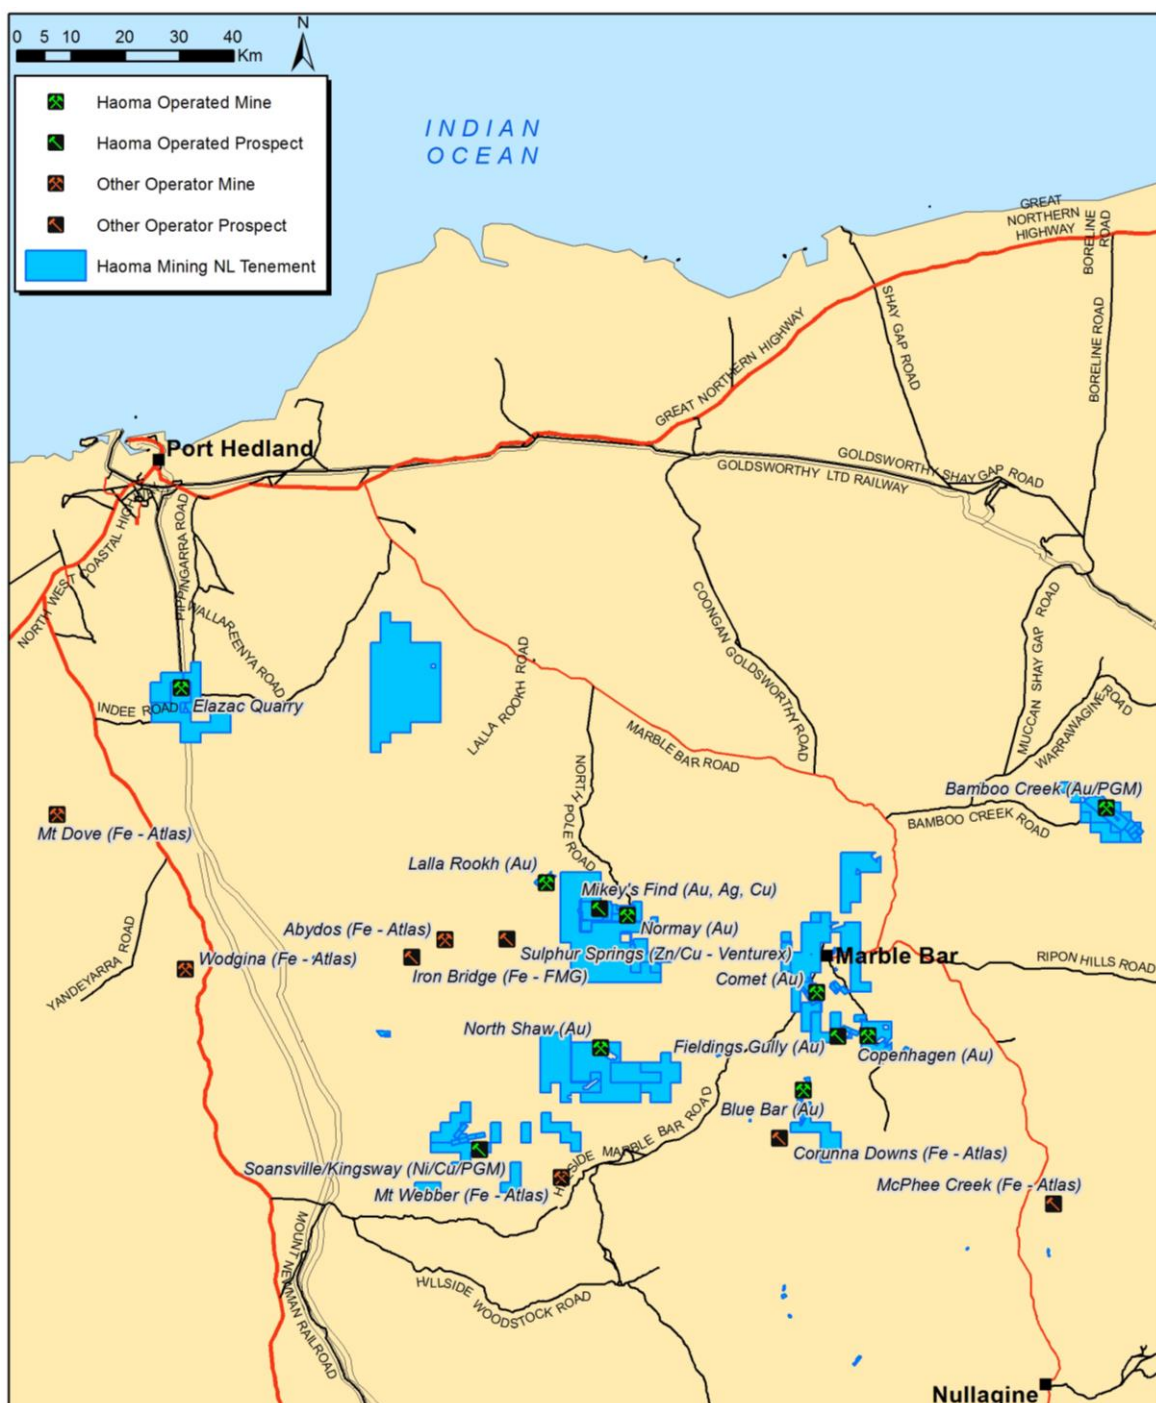 0 5 10 20 30 40
Km
N
Haoma Operated Mine
Haoma Operated Prospect
Other Operator Mine
Other Operator Prospect
Haoma Mining NL Tenement
INDIAN
OCEAN
GREAT
NORTHERN
HIGHWAY
BORELINE
ROAD
SHAY GAP ROAD
BORELINE ROAD
GREAT NORTHERN HIGHWAY
Port Hedland
GOLDSWORTHY SHAY GAP ROAD
GOLDSWORTHY LTD RAILWAY
NORTH WEST COASTAL HIGHWAY
PIPPINGARRA ROAD
WALLAREENYA ROAD
COONGAN GOLDSWORTHY ROAD
MUCCAN SHAY GAP ROAD
WARRAWAGINE ROAD
LALLA ROOKH ROAD
INDEE ROAD
Elazac Quarry
MARBLE BAR ROAD
NORTH POLE ROAD
Bamboo Creek (Au/PGM)
BAMBOO CREEK ROAD
Mt Dove (Fe - Atlas)
Lalla Rookh (Au)
Mikey's Find (Au, Ag, Cu)
Normay (Au)
Abydos (Fe - Atlas)
Sulphur Springs (Zn/Cu - Venturex)
Marble Bar
RIPON HILLS ROAD
YANDEYARRA ROAD
Wodgina (Fe - Atlas)
Iron Bridge (Fe - FMG)
Comet (Au)
North Shaw (Au)
Fieldings Gully (Au)
Copenhagen (Au)
Blue Bar (Au)
HILLSIDE MARBLE BAR ROAD
Corunna Downs (Fe - Atlas)
Soansville/Kingsway (Ni/Cu/PGM)
Mt Webber (Fe - Atlas)
McPhee Creek (Fe - Atlas)
MOUNT NEWMAN RAILROAD
HILLSIDE WOODSTOCK ROAD
Nullagine